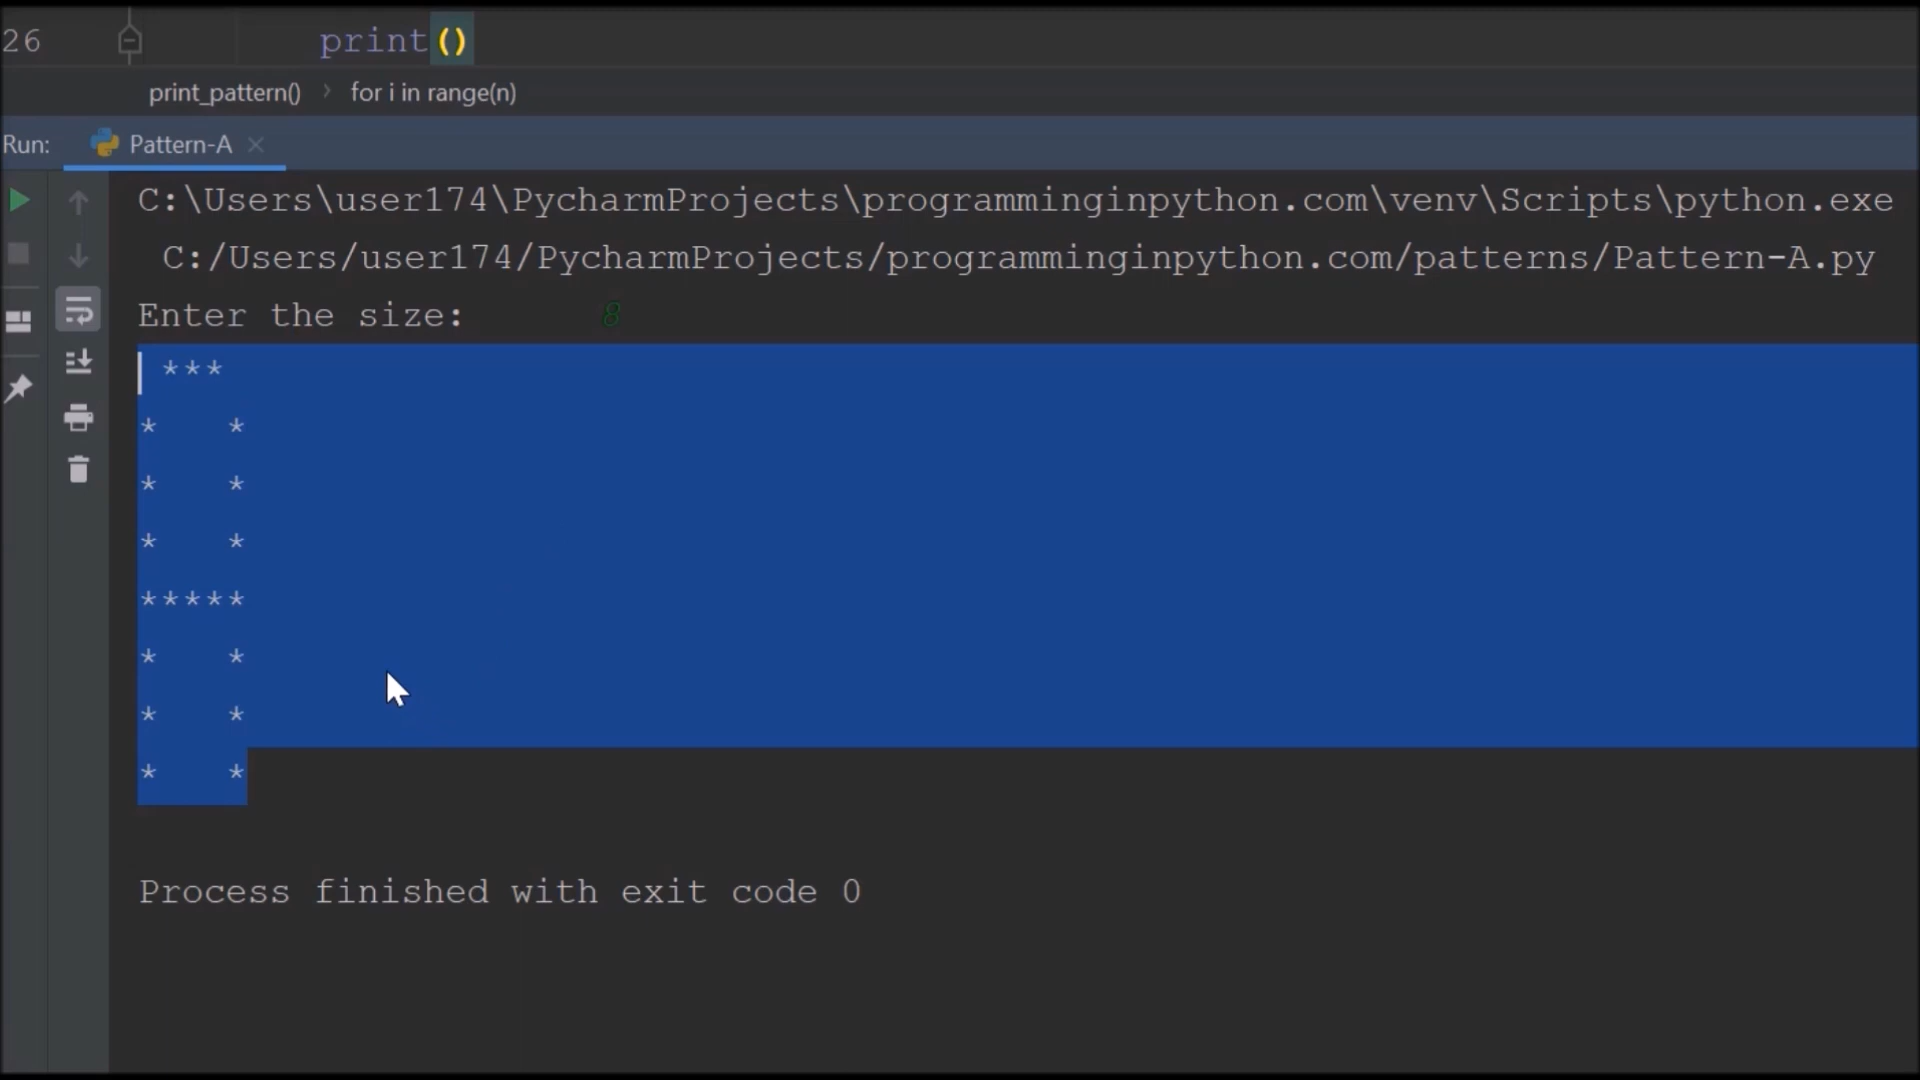 26 print()
print_pattern() › for i in range(n)
Run: Pattern-A ×
C:\Users\user174\PycharmProjects\programminginpython.com\venv\Scripts\python.exe
 C:/Users/user174/PycharmProjects/programminginpython.com/patterns/Pattern-A.py
Enter the size:      8
 ***
*   *
*   *
*   *
*****
*   *
*   *
*   *
Process finished with exit code 0